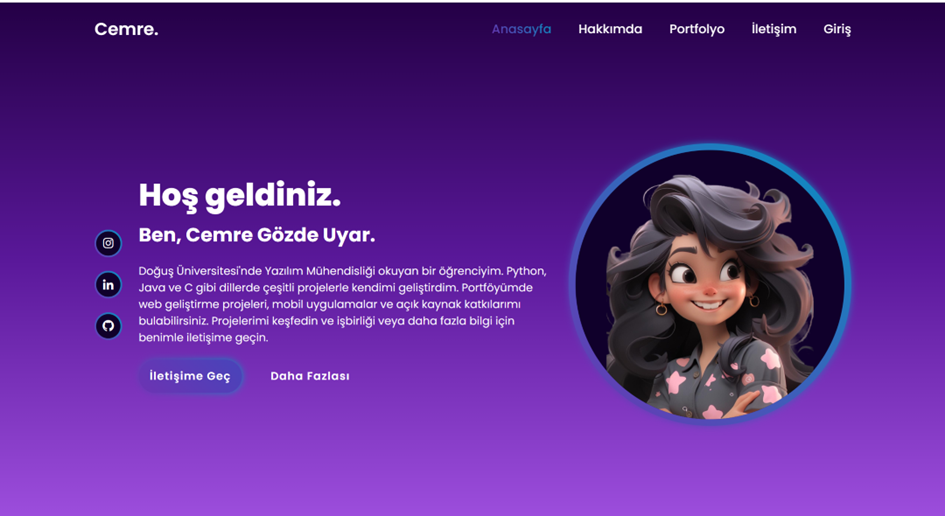 Cemre.
Anasayfa
Hakkımda
Portfolyo
İletişim
Giriş
Hoş geldiniz.
Ben, Cemre Gözde Uyar.
Doğuş Üniversitesi'nde Yazılım Mühendisliği okuyan bir öğrenciyim. Python,
Java ve C gibi dillerde çeşitli projelerle kendimi geliştirdim. Portföyümde
web geliştirme projeleri, mobil uygulamalar ve açık kaynak katkılarımı
bulabilirsiniz. Projelerimi keşfedin ve işbirliği veya daha fazla bilgi için
benimle iletişime geçin.
İletişime Geç
Daha Fazlası